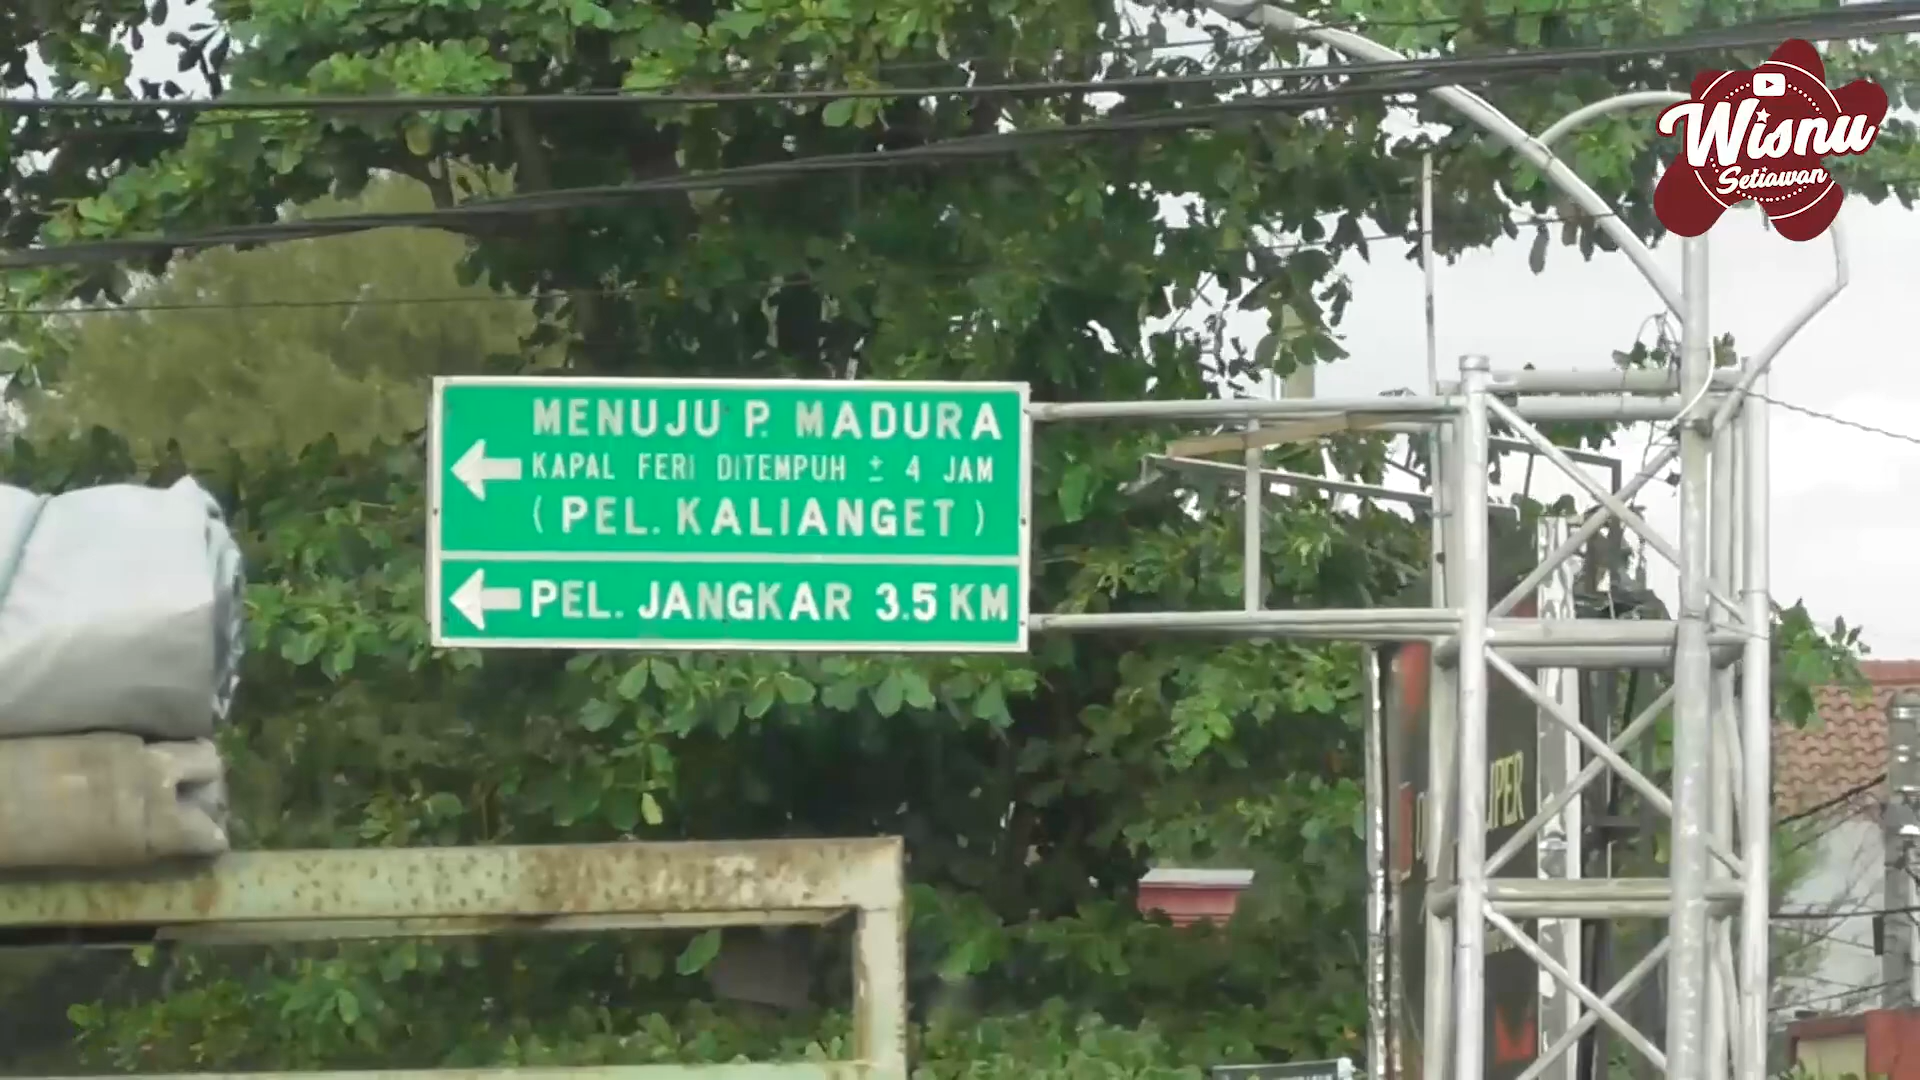 Wisnu
Setiawan
MENUJU P. MADURA
KAPAL FERI DITEMPUH ± 4 JAM
( PEL. KALIANGET )
PEL. JANGKAR 3.5 KM